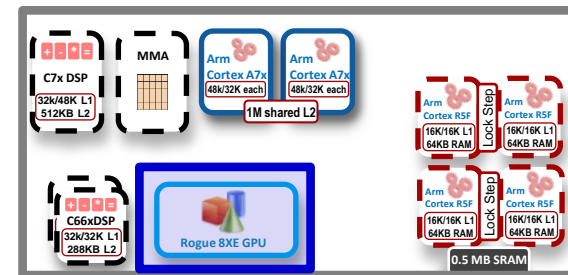 + - * =
C7x DSP
32k/48K L1
512KB L2
MMA
Arm
Cortex A7x
48k/32K each
Arm
Cortex A7x
48k/32K each
1M shared L2
Arm
Cortex R5F
16K/16K L1
64KB RAM
Lock Step
Arm
Cortex R5F
16K/16K L1
64KB RAM
+ - * =
C66xDSP
32k/32K L1
288KB L2
Rogue 8XE GPU
Arm
Cortex R5F
16K/16K L1
64KB RAM
Lock Step
Arm
Cortex R5F
16K/16K L1
64KB RAM
0.5 MB SRAM